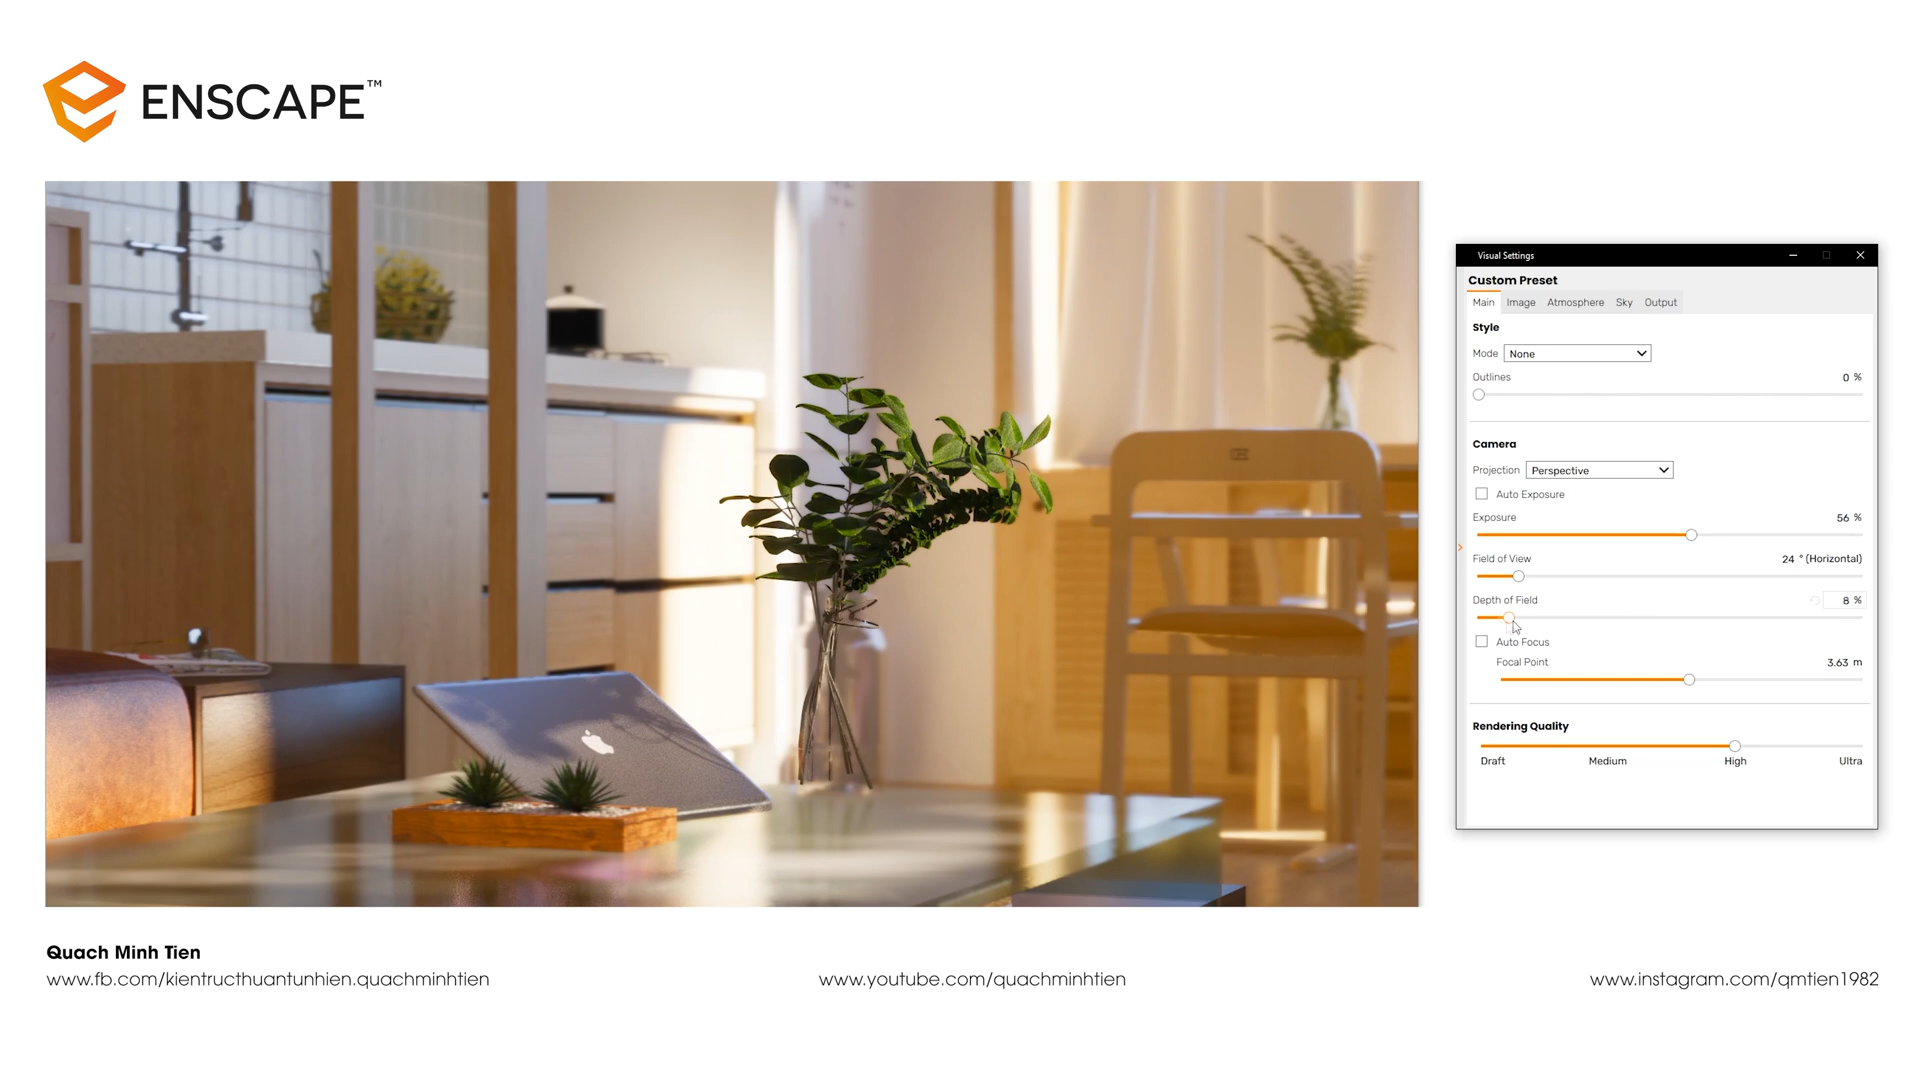 ENSCAPE™
Visual Settings
Custom Preset
Main Image Atmosphere Sky Output
Style
Mode None
Outlines 0 %
Camera
Projection Perspective
Auto Exposure
Exposure 56 %
Field of View 24 ° (Horizontal)
Depth of Field 8 %
Auto Focus
Focal Point 3.63 m
Rendering Quality
Draft Medium High Ultra
Quach Minh Tien
www.fb.com/kientructhuantunhien.quachminhtien
www.youtube.com/quachminhtien
www.instagram.com/qmtien1982